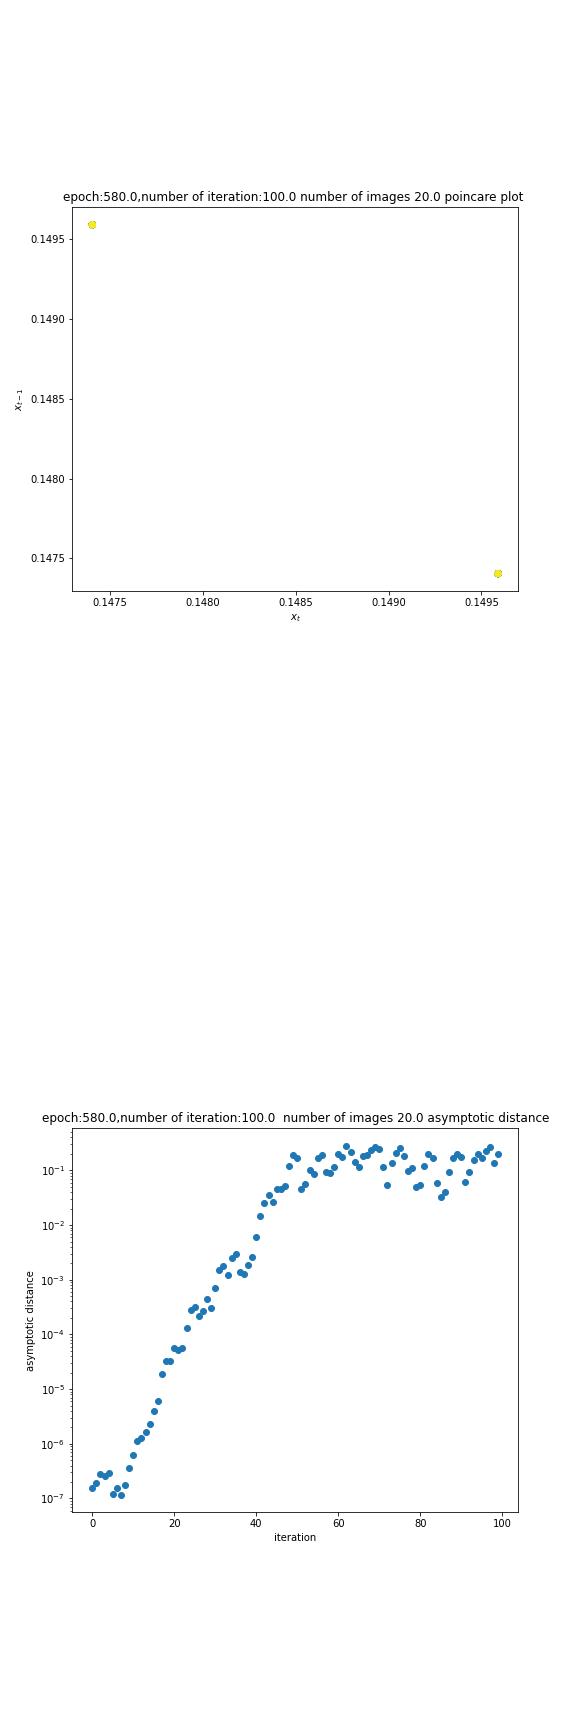 epoch:580.0,number of iteration:100.0 number of images 20.0 poincare plot
0.1495
0.1490
0.1485
0.1480
0.1475
x_{t-1}
0.1475 0.1480 0.1485 0.1490 0.1495
x_t
epoch:580.0,number of iteration:100.0  number of images 20.0 asymptotic distance
10^{-1}
10^{-2}
10^{-3}
10^{-4}
10^{-5}
10^{-6}
10^{-7}
asymptotic distance
0 20 40 60 80 100
iteration